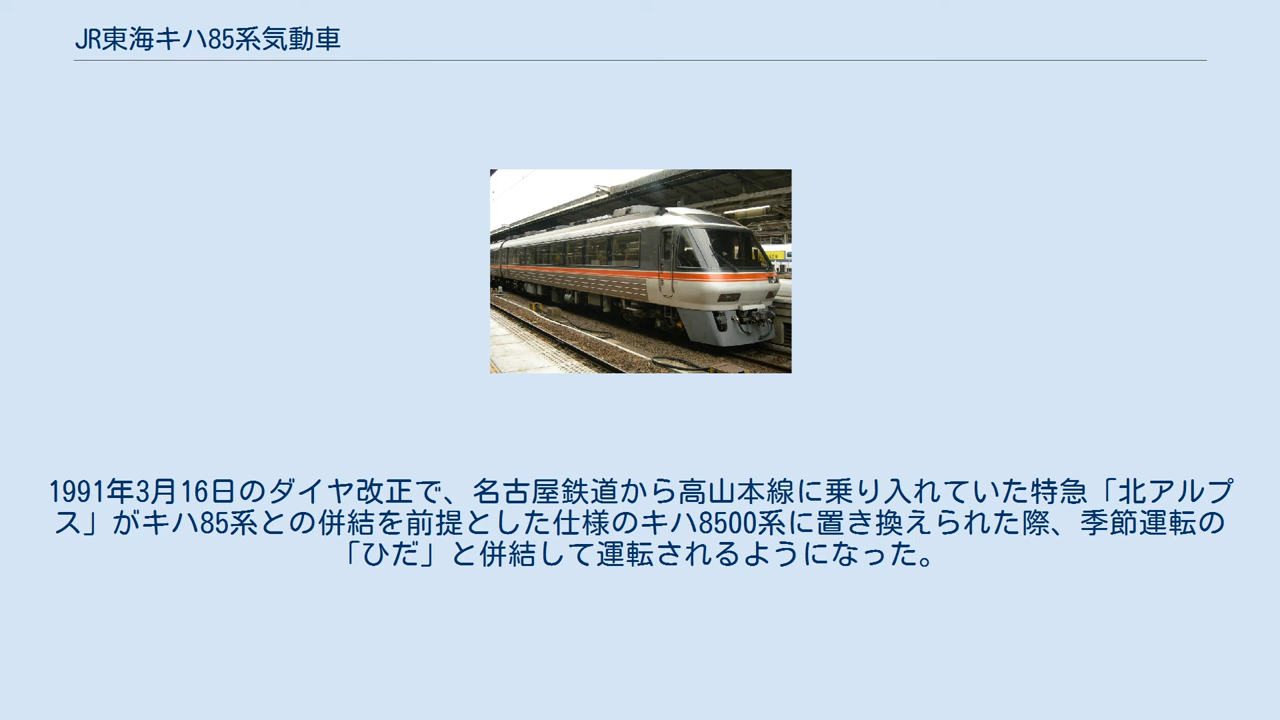 JR東海キハ85系気動車
1991年3月16日のダイヤ改正で、名古屋鉄道から高山本線に乗り入れていた特急「北アルプ
ス」がキハ85系との併結を前提とした仕様のキハ8500系に置き換えられた際、季節運転の
「ひだ」と併結して運転されるようになった。